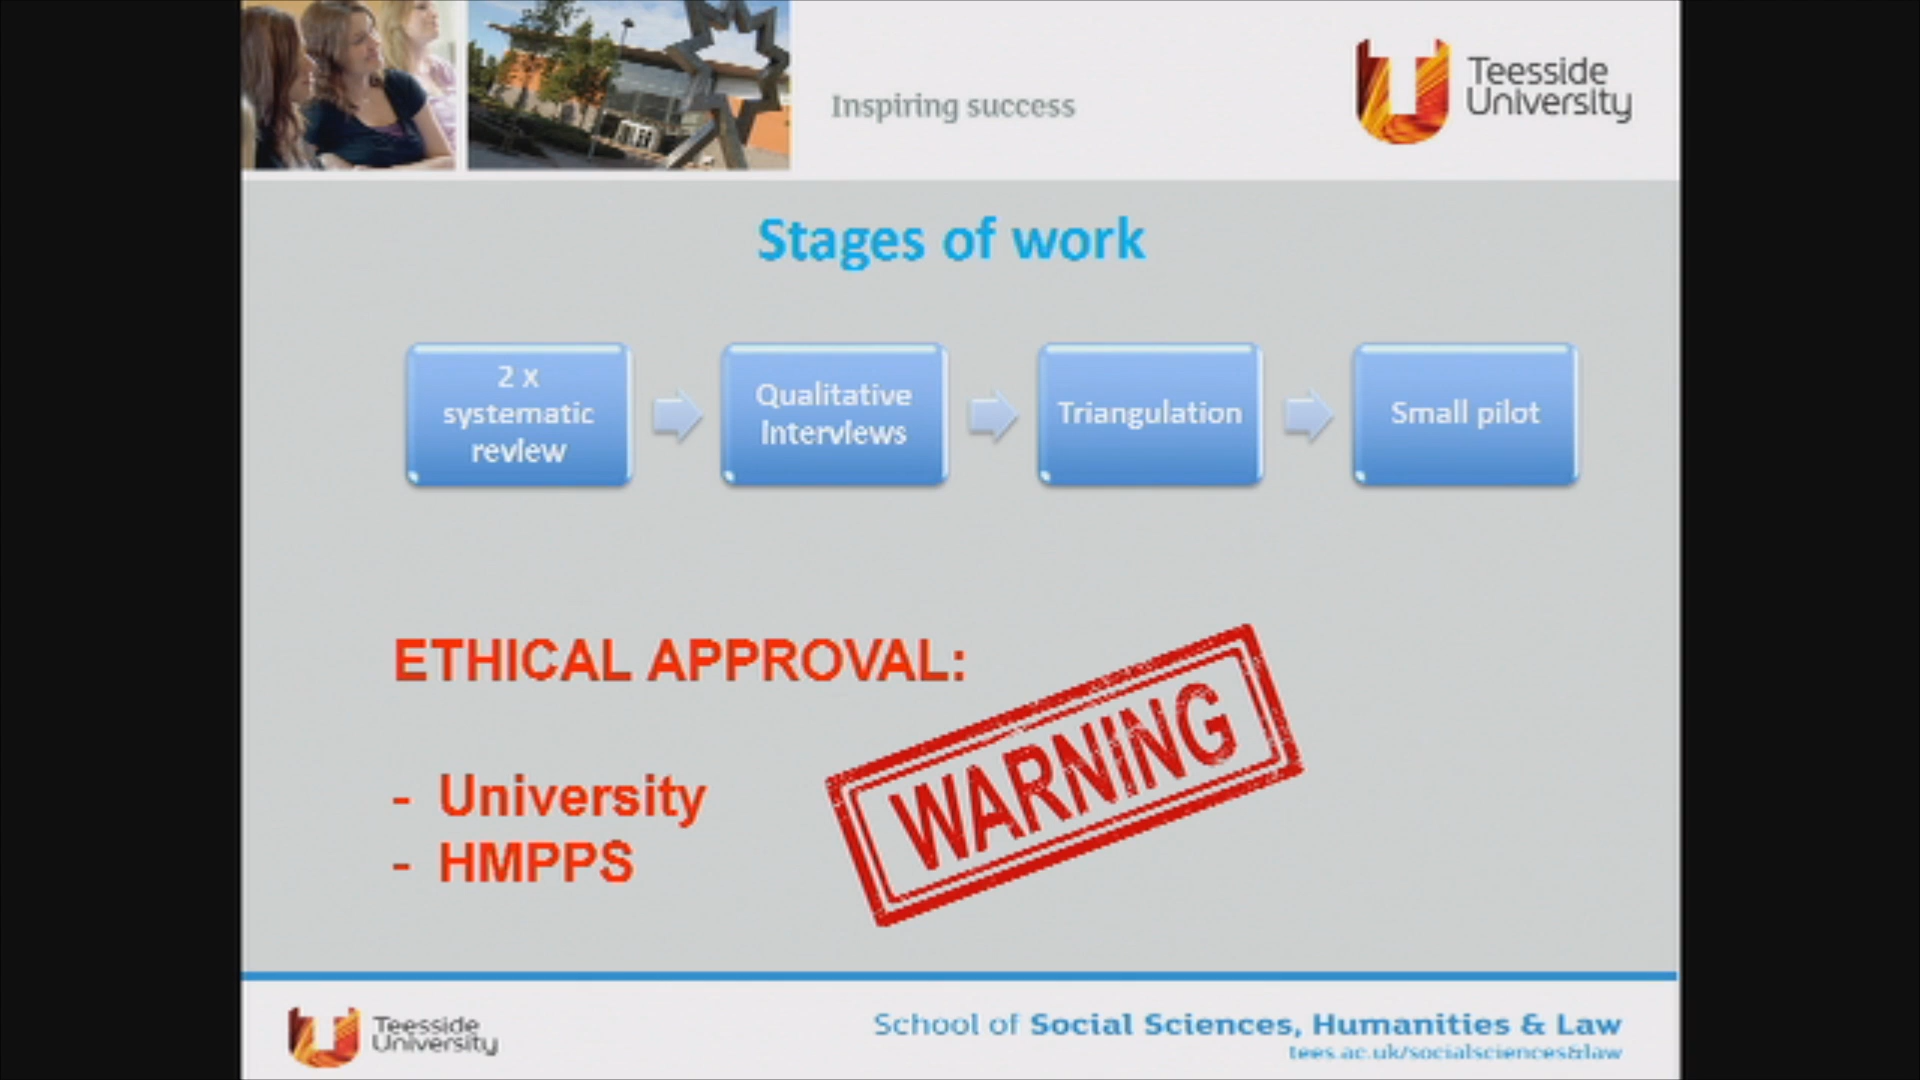 Inspiring success
Teesside
University
Stages of work
2 x
systematic
review
Qualitative
Interviews
Triangulation
Small pilot
ETHICAL APPROVAL:
WARNING
- University
- HMPPS
Teesside
University
School of Social Sciences, Humanities & Law
tees.ac.uk/socialsciences&law